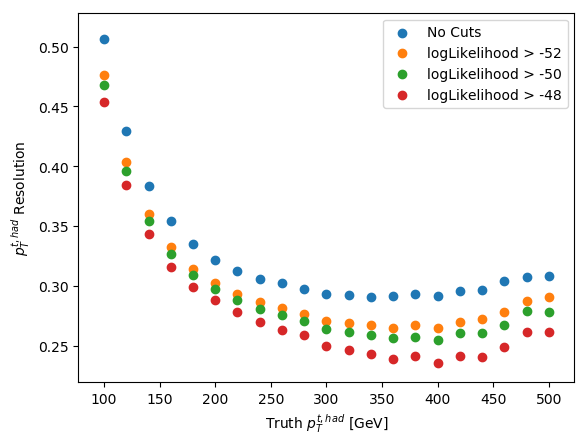 No Cuts
logLikelihood > -52
logLikelihood > -50
logLikelihood > -48
0.50
0.45
0.40
0.35
0.30
0.25
$p_T^{t,had}$ Resolution
100 150 200 250 300 350 400 450 500
Truth $p_T^{t,had}$ [GeV]